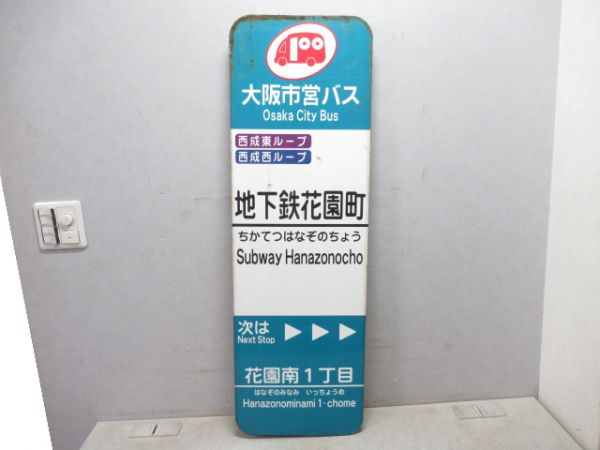 100
大阪市営バス
Osaka City Bus
西成東ループ
西成西ループ
地下鉄花園町
ちかてつはなぞのちょう
Subway Hanazonocho
次は
Next Stop
花園南1丁目
はなぞのみなみ いっちょうめ
Hanazonominami 1-chome